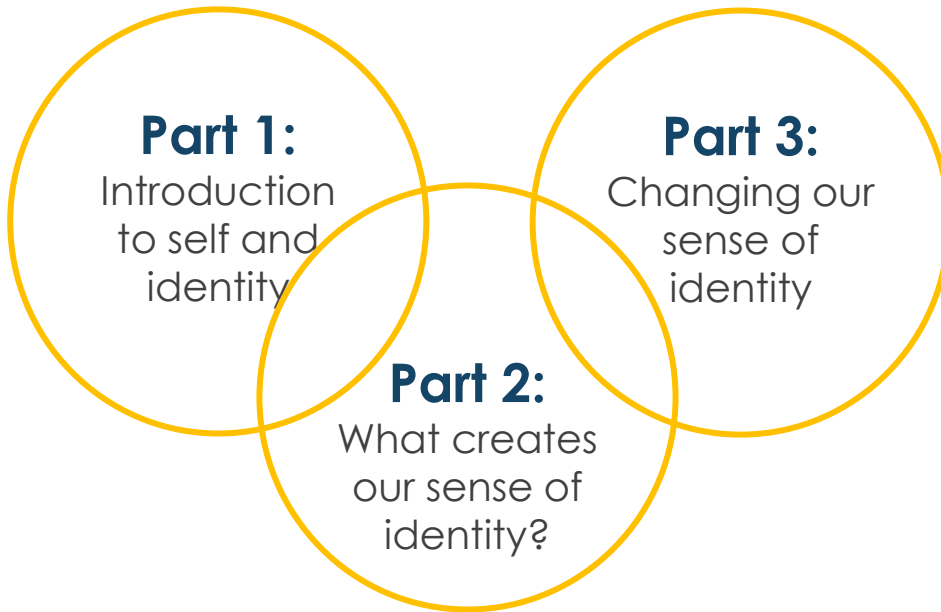 Part 1:
Introduction
to self and
identity
Part 2:
What creates
our sense of
identity?
Part 3:
Changing our
sense of
identity